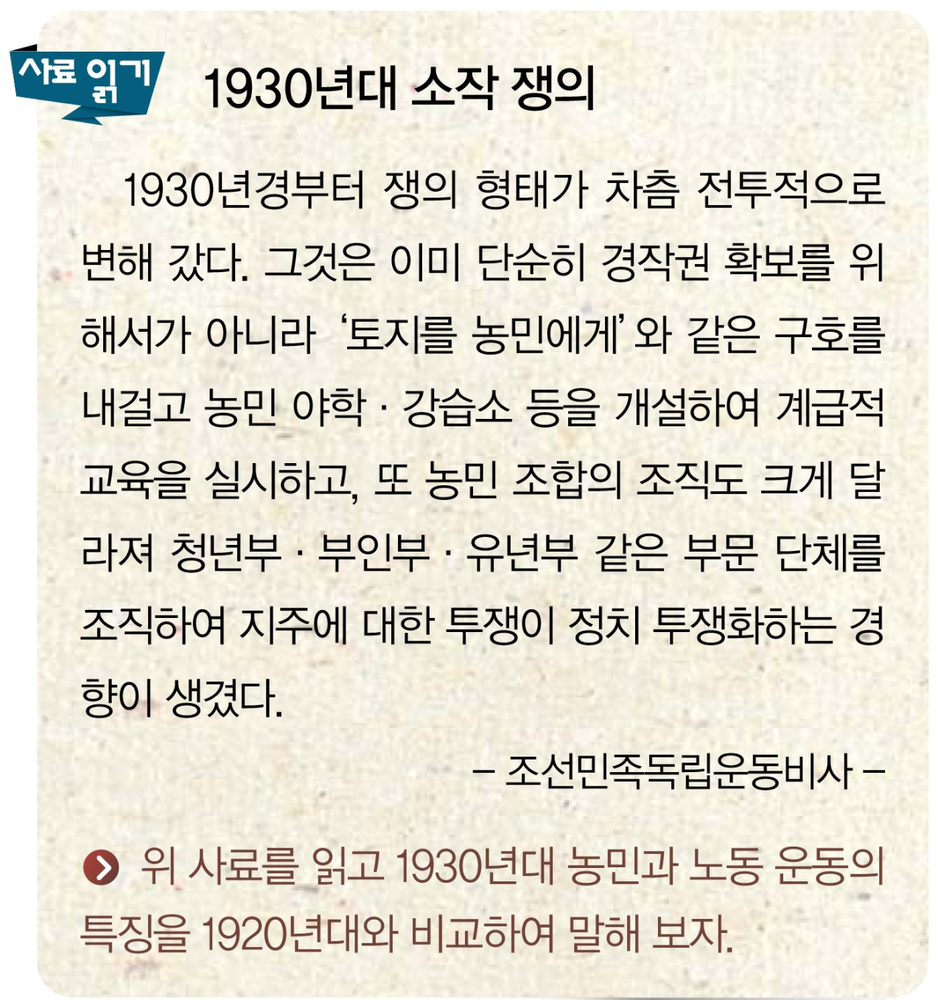 사료 읽기
1930년대 소작 쟁의
1930년경부터 쟁의 형태가 차츰 전투적으로
변해 갔다. 그것은 이미 단순히 경작권 확보를 위
해서가 아니라 ‘토지를 농민에게’와 같은 구호를
내걸고 농민 야학 · 강습소 등을 개설하여 계급적
교육을 실시하고, 또 농민 조합의 조직도 크게 달
라져 청년부 · 부인부 · 유년부 같은 부문 단체를
조직하여 지주에 대한 투쟁이 정치 투쟁화하는 경
향이 생겼다.
– 조선민족독립운동비사 –
위 사료를 읽고 1930년대 농민과 노동 운동의
특징을 1920년대와 비교하여 말해 보자.